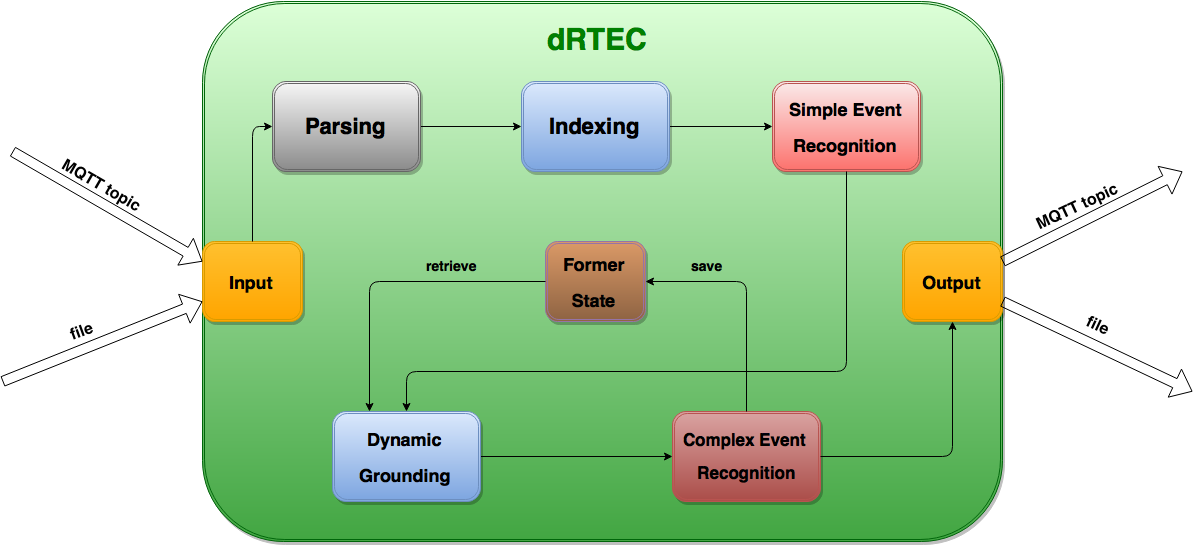 dRTEC
Parsing
Indexing
Simple Event
Recognition
MQTT topic
MQTT topic
Input
retrieve
Former
State
save
Output
file
file
Dynamic
Grounding
Complex Event
Recognition